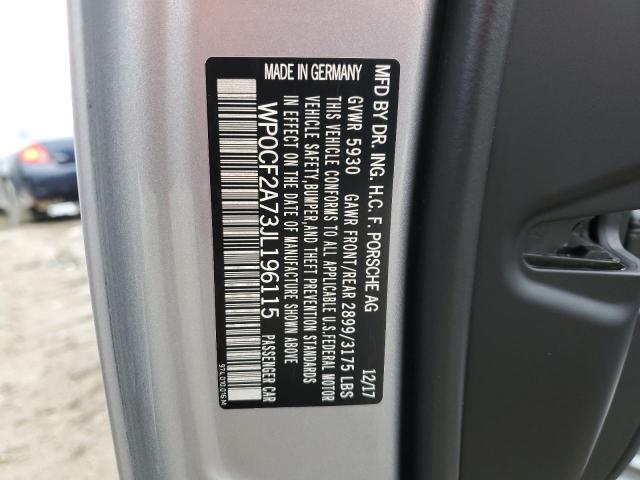 MFD BY DR. ING. H.C. F. PORSCHE AG 12/17
GVWR 5930 GAWR FRONT/REAR 2899/3175 LBS
THIS VEHICLE CONFORMS TO ALL APPLICABLE U.S.FEDERAL MOTOR
VEHICLE SAFETY,BUMPER,AND THEFT PREVENTION STANDARDS
IN EFFECT ON THE DATE OF MANUFACTURE SHOWN ABOVE
WP0CF2A73JL196115 PASSENGER CAR
MADE IN GERMANY